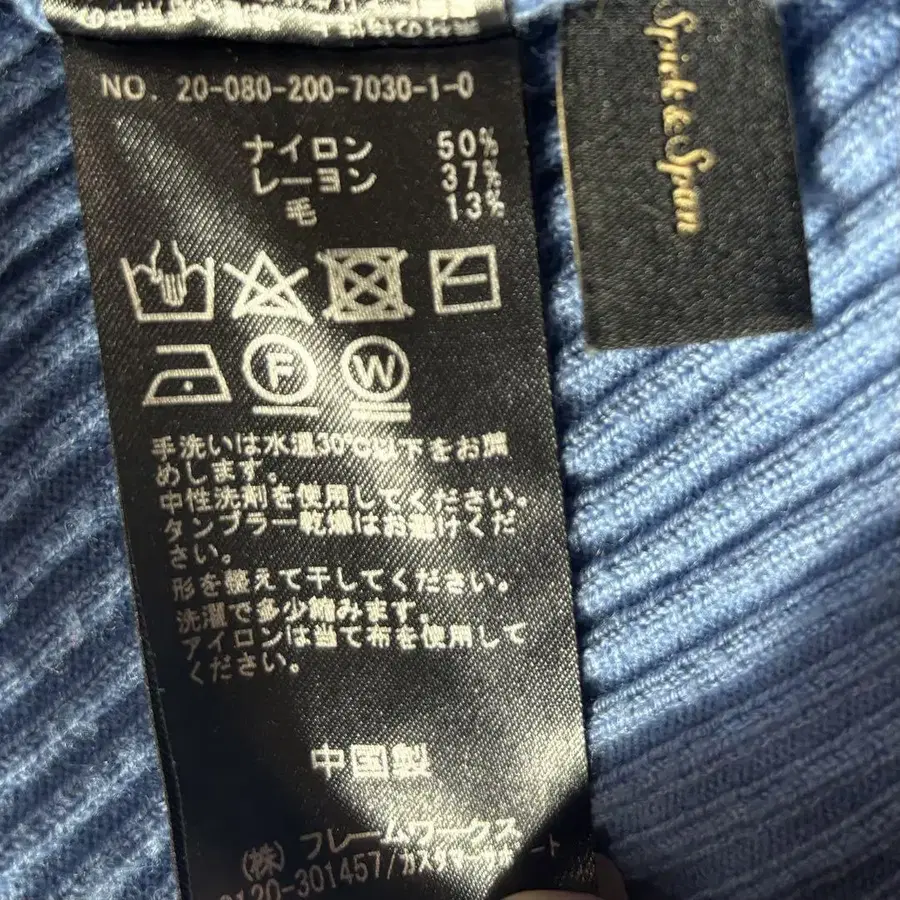 NO. 20-080-200-7030-1-0
ナイロン 50%
レーヨン 37%
毛 13%
F W
手洗いは水温30℃以下をお薦
めします。
中性洗剤を使用してください。
タンブラー乾燥はお避けくだ
さい。
形を整えて干してください。
洗濯で多少縮みます。
アイロンは当て布を使用して
ください。
中国製
(株) フレームワークス
0120-301457/カスタマーサポート
Spick & Span